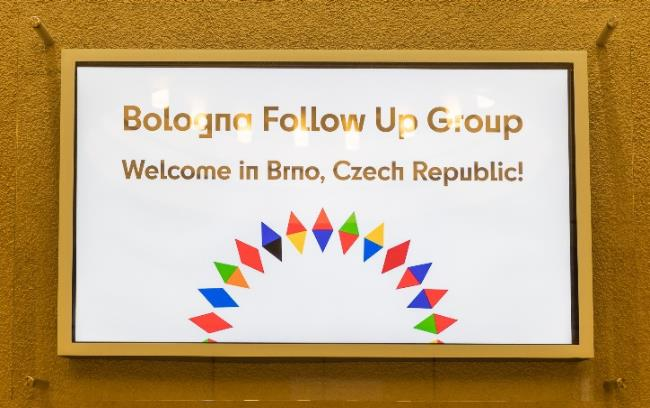 Bologna Follow Up Group
Welcome in Brno, Czech Republic!